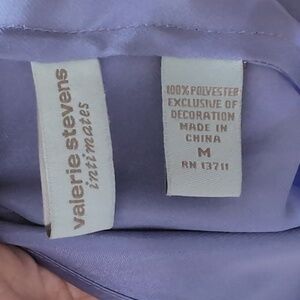 valerie stevens
intimates
100% POLYESTER
EXCLUSIVE OF
DECORATION
MADE IN
CHINA
M
RN 13711